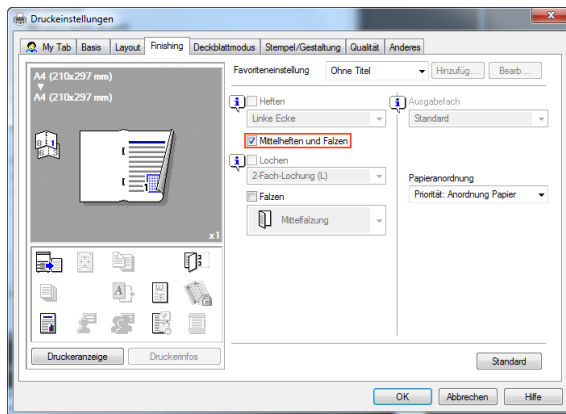 Druckeinstellungen
My Tab Basis Layout Finishing Deckblattmodus Stempel/Gestaltung Qualität Anderes
A4 (210x297 mm)
A4 (210x297 mm)
x1
Druckeranzeige Druckerinfos
Favoriteneinstellung Ohne Titel Hinzufüg.... Bearb....
Heften
Linke Ecke
Mittelheften und Falzen
Lochen
2-Fach-Lochung (L)
Falzen
Mittelfalzung
Ausgabefach
Standard
Papieranordnung
Priorität: Anordnung Papier
Standard
OK Abbrechen Hilfe